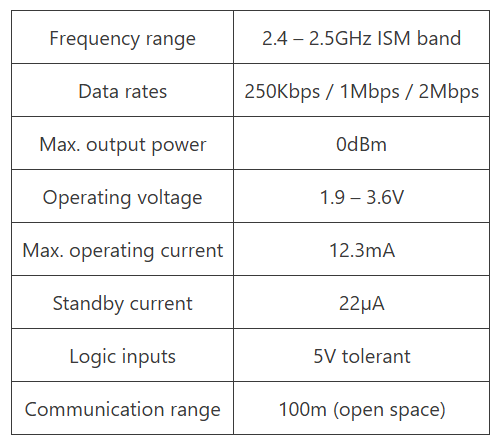 Frequency range 2.4 – 2.5GHz ISM band
Data rates 250Kbps / 1Mbps / 2Mbps
Max. output power 0dBm
Operating voltage 1.9 – 3.6V
Max. operating current 12.3mA
Standby current 22μA
Logic inputs 5V tolerant
Communication range 100m (open space)